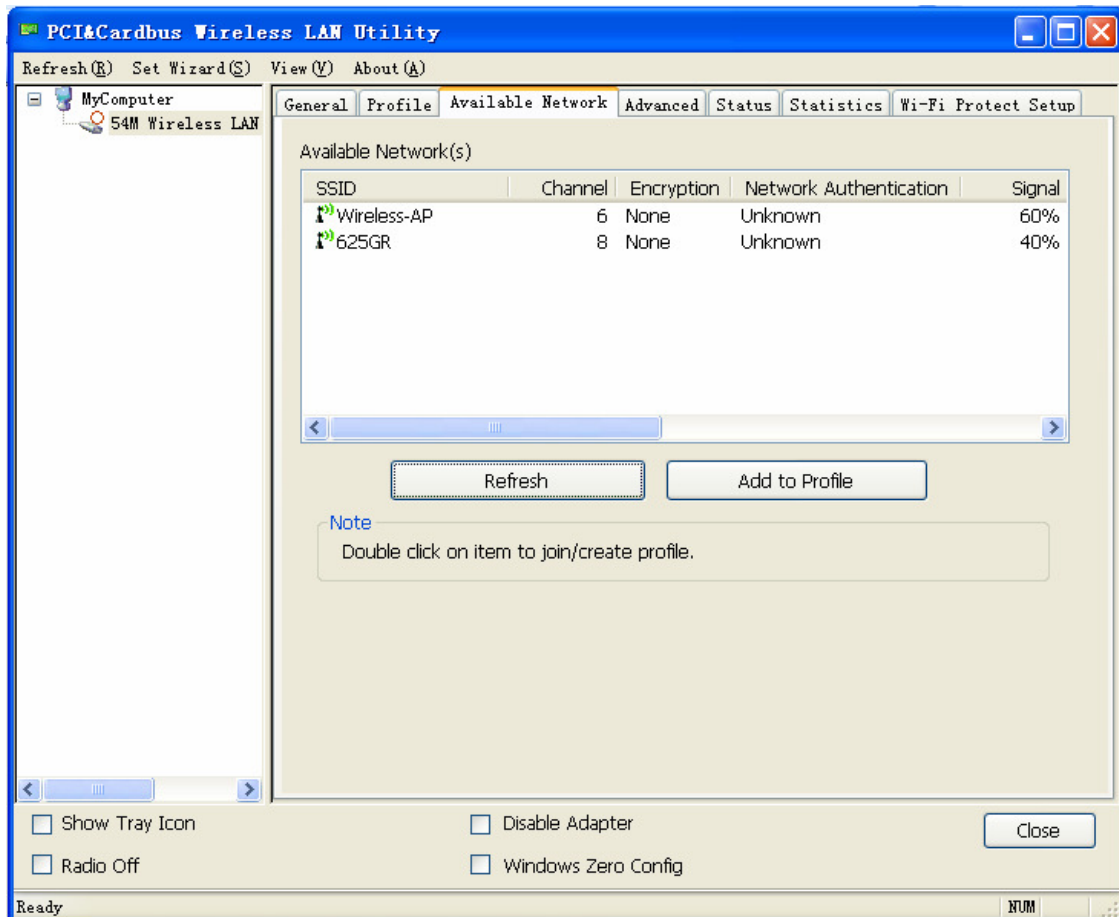 PCI&Cardbus Wireless LAN Utility
Refresh(R) Set Wizard(S) View(V) About(A)
MyComputer
54M Wireless LAN
General Profile Available Network Advanced Status Statistics Wi-Fi Protect Setup
Available Network(s)
SSID Channel Encryption Network Authentication Signal
Wireless-AP 6 None Unknown 60%
625GR 8 None Unknown 40%
Refresh Add to Profile
Note
Double click on item to join/create profile.
Show Tray Icon Disable Adapter Close
Radio Off Windows Zero Config
Ready NUM